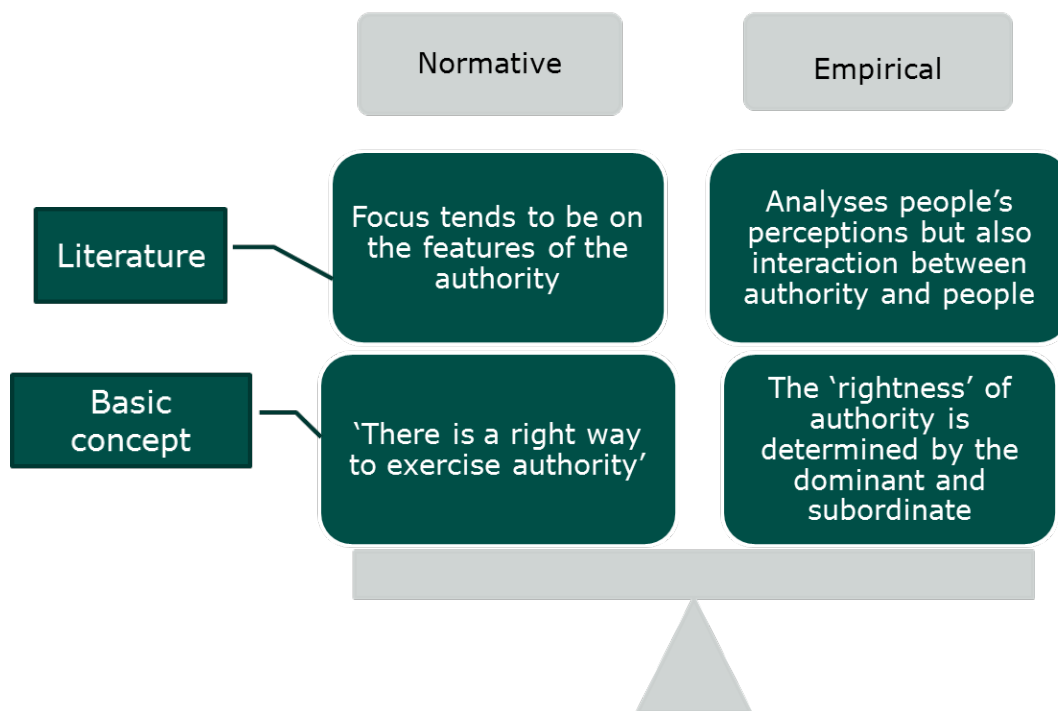 Normative
Empirical
Literature
Focus tends to be on
the features of the
authority
Analyses people’s
perceptions but also
interaction between
authority and people
Basic
concept
‘There is a right way
to exercise authority’
The ‘rightness’ of
authority is
determined by the
dominant and
subordinate